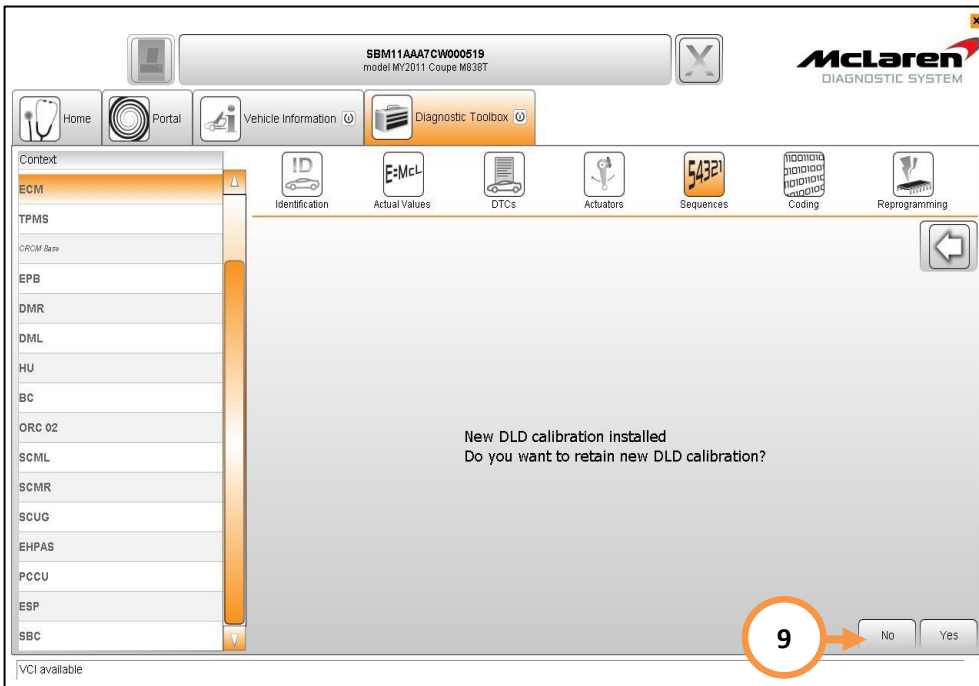 SBM11AAA7CW000519
model MY2011 Coupe M838T
McLaren
DIAGNOSTIC SYSTEM
Home
Portal
Vehicle Information
Diagnostic Toolbox
Context
ECM
TPMS
CRCM Base
EPB
DMR
DML
HU
BC
ORC 02
SCML
SCMR
SCUG
EHPAS
PCCU
ESP
SBC
ID
Identification
E:McL
Actual Values
DTCs
Actuators
54321
Sequences
Coding
Reprogramming
New DLD calibration installed
Do you want to retain new DLD calibration?
9
No
Yes
VCI available